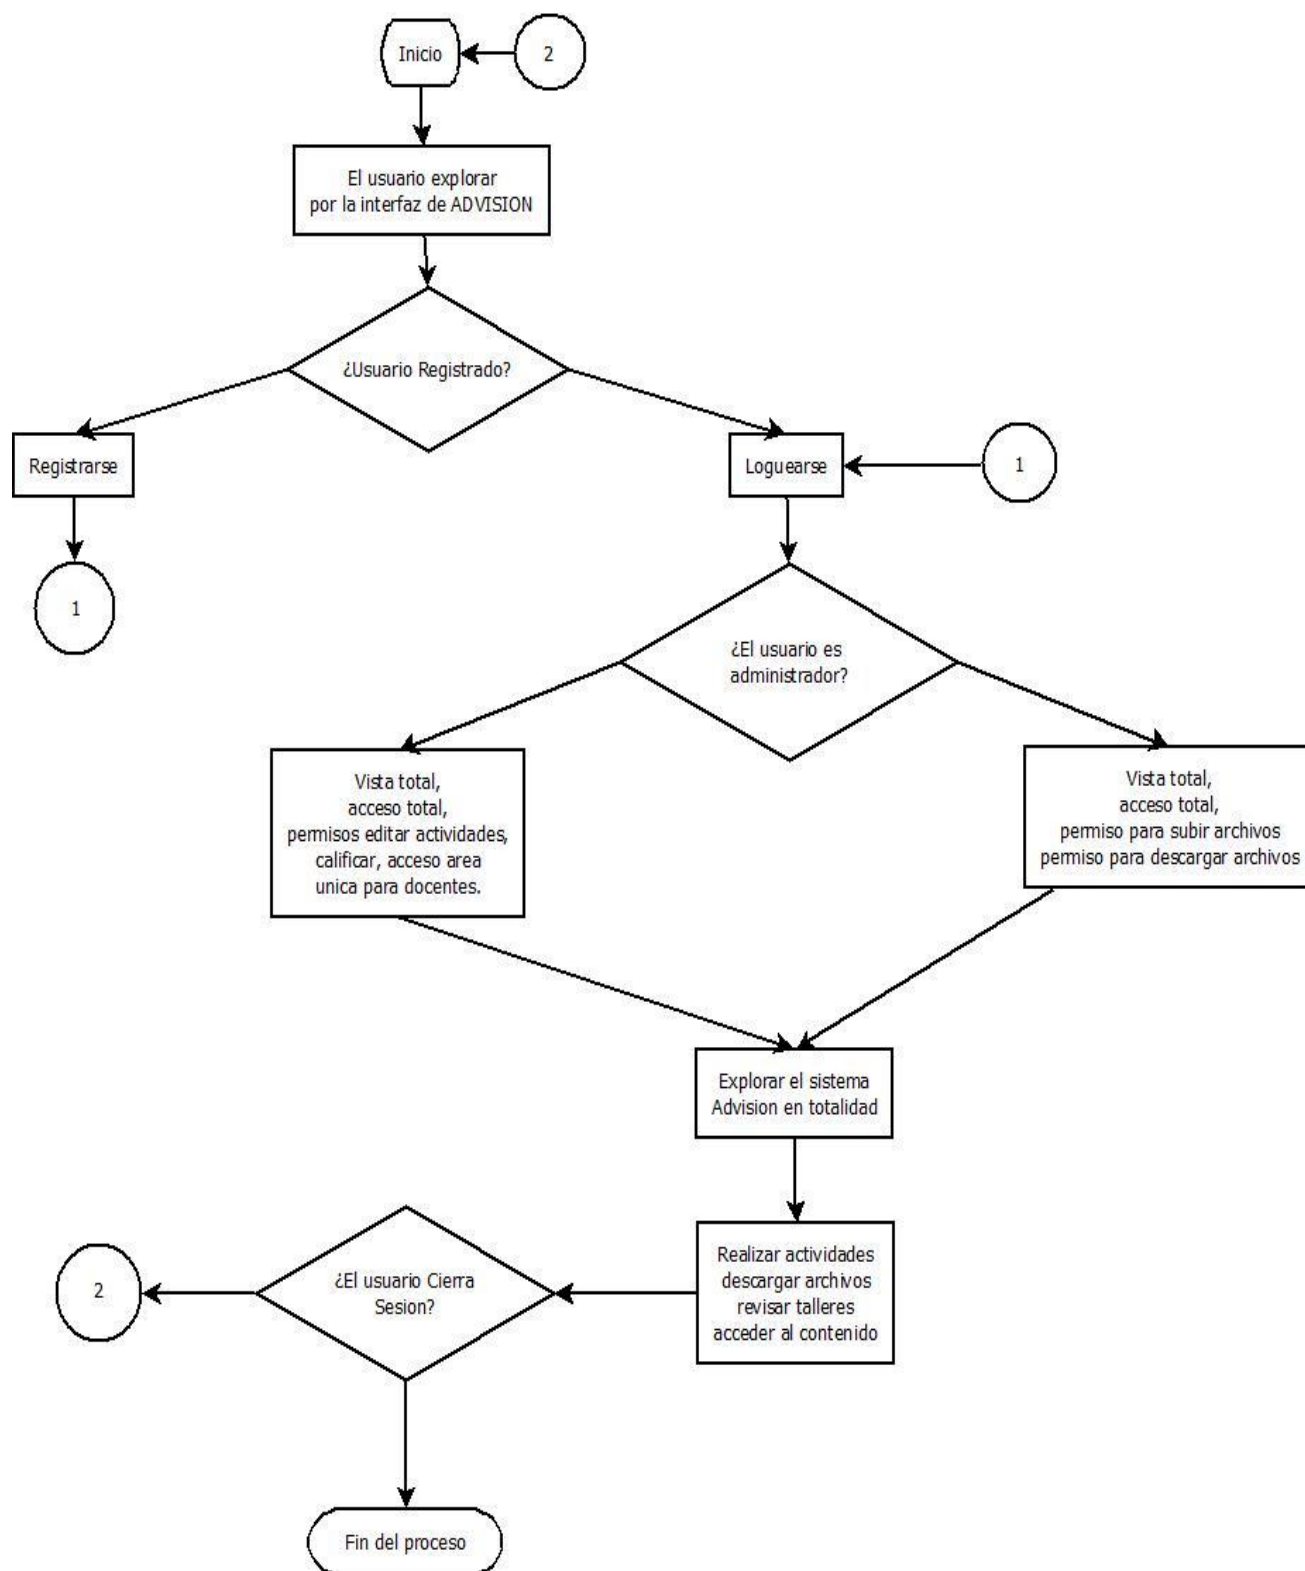 Inicio
2
El usuario explorar
por la interfaz de ADVISION
¿Usuario Registrado?
Registrarse
Loguearse
1
1
¿El usuario es
administrador?
Vista total,
acceso total,
permisos editar actividades,
calificar, acceso area
unica para docentes.
Vista total,
acceso total,
permiso para subir archivos
permiso para descargar archivos
Explorar el sistema
Advision en totalidad
Realizar actividades
descargar archivos
revisar talleres
acceder al contenido
¿El usuario Cierra
Sesion?
2
Fin del proceso